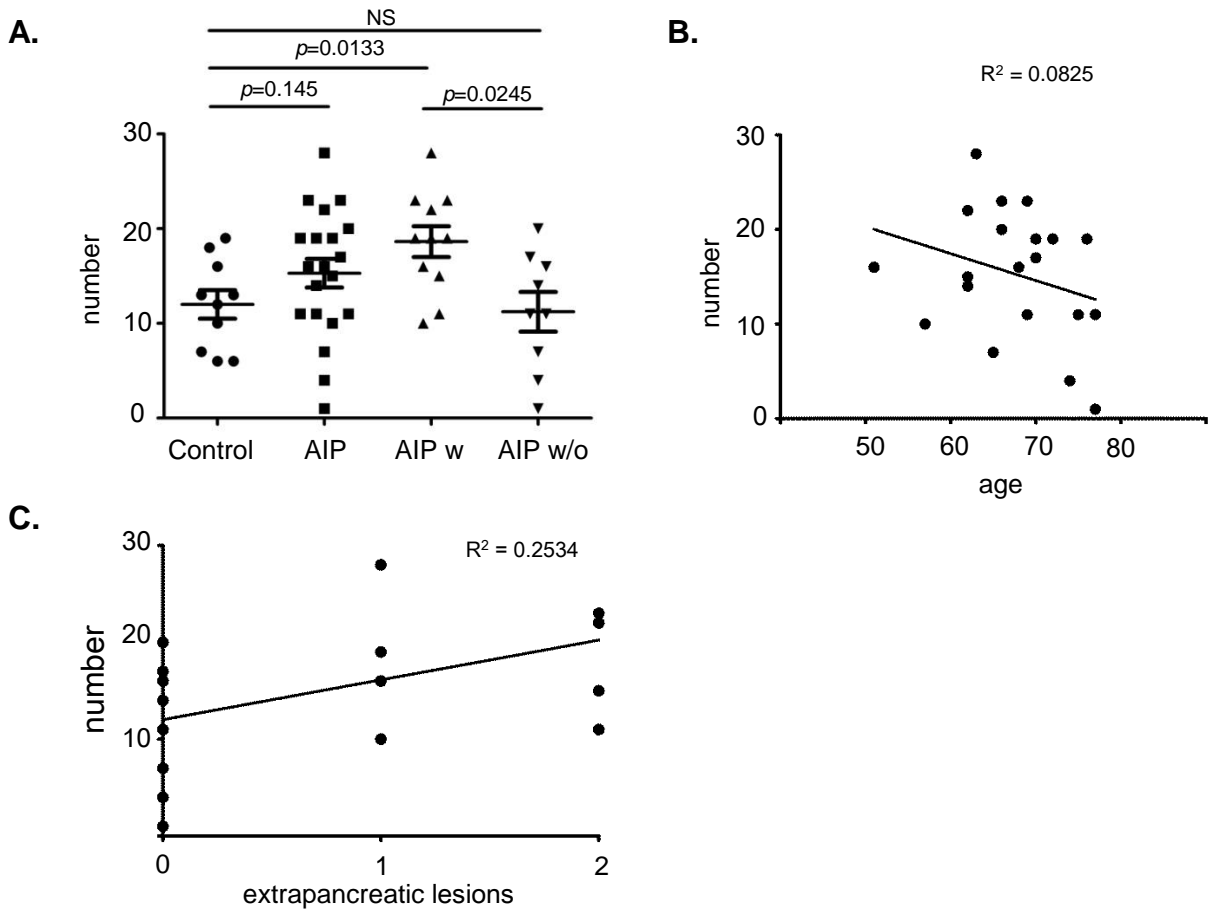 A.
NS
p=0.0133
p=0.145
p=0.0245
30
20
10
0
number
Control
AIP
AIP w
AIP w/o
B.
R² = 0.0825
30
20
10
0
number
50
60
70
80
age
C.
R² = 0.2534
30
20
10
number
0
1
2
extrapancreatic lesions